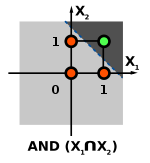 X₂
1
X₁
0
1
AND (X₁∩X₂)